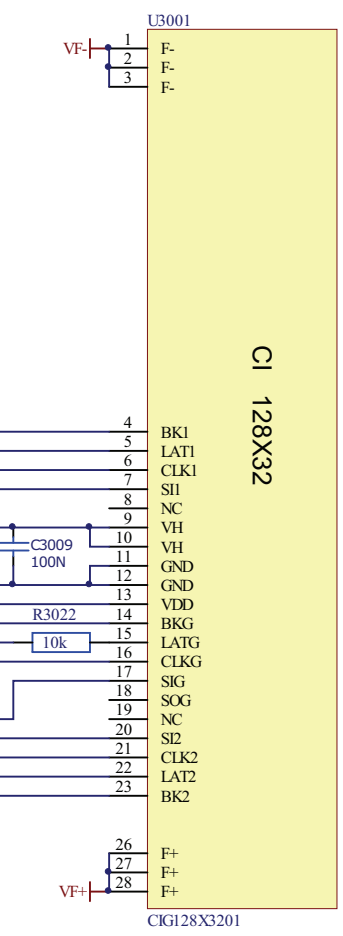 U3001
VF-
1 F-
2 F-
3 F-
CI 128X32
4 BK1
5 LAT1
6 CLK1
7 SI1
8 NC
9 VH
10 VH
C3009
100N
11 GND
12 GND
13 VDD
R3022
14 BKG
10k
15 LATG
16 CLKG
17 SIG
18 SOG
19 NC
20 SI2
21 CLK2
22 LAT2
23 BK2
26 F+
27 F+
VF+
28 F+
CIG128X3201